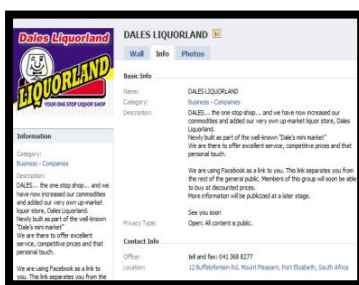 Dales Liquorland
LIQUORLAND
YOUR ONE STOP LIQUOR SHOP
DALES LIQUORLAND
Wall Info Photos
Basic Info
Name: DALES LIQUORLAND
Category: Business - Companies
Description: DALES... the one stop shop... and we have now increased our
commodities and added our very own up-market liquor store, Dales
Liquorland.
Newly built as part of the well-known "Dale's mini market"
We are there to offer excellent service, competitive prices and that
personal touch.
We are using Facebook as a link to you. This link separates you from
the rest of the general public. Members of this group will soon be able
to buy at discounted prices.
More information will be publicized at a later stage.
See you soon
Privacy Type: Open: All content is public.
Contact Info
Office: tell and fax: 041 368 8277
Location: 12 Buffelsfontein Rd, Mount Pleasant, Port Elizabeth, South Africa
Information
Category:
Business - Companies
Description:
DALES... the one stop shop... and we
have now increased our commodities
and added our very own up-market
liquor store, Dales Liquorland.
Newly built as part of the well-known
"Dale's mini market"
We are there to offer excellent
service, competitive prices and that
personal touch.
We are using Facebook as a link to
you. This link separates you from the